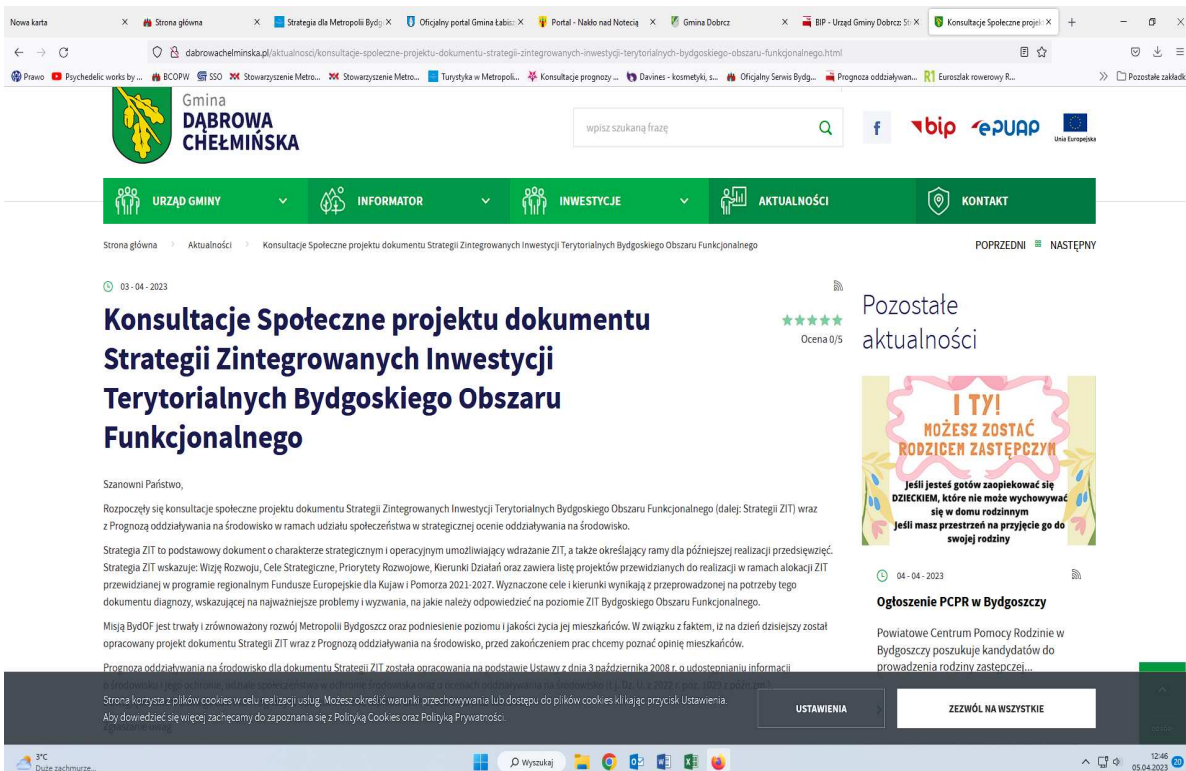 Nowa karta
Strona główna
Strategia dla Metropolii Bydg
Oficjalny portal Gmina Łabisz
Portal - Nakło nad Notecią
Gmina Dobrcz
BIP - Urząd Gminy Dobrcz: St
Konsultacje Społeczne projek
dabrowachelminska.pl/aktualnosci/konsultacje-spoleczne-projektu-dokumentu-strategii-zintegrowanych-inwestycji-terytorialnych-bydgoskiego-obszaru-funkcjonalnego.html
Prawo
Psychedelic works by ...
BCOPW
SSO
Stowarzyszenie Metro...
Stowarzyszenie Metro...
Turystyka w Metropoli...
Konsultacje prognozy ...
Davines - kosmetyki, s...
Oficjalny Serwis Bydg...
Prognoza oddziaływan...
R1 Euroszlak rowerowy R...
Pozostałe zakładk
Gmina
DĄBROWA
CHEŁMIŃSKA
wpisz szukaną frazę
f
bip
epuap
Unia Europejska
URZĄD GMINY
INFORMATOR
INWESTYCJE
AKTUALNOŚCI
KONTAKT
Strona główna
Aktualności
Konsultacje Społeczne projektu dokumentu Strategii Zintegrowanych Inwestycji Terytorialnych Bydgoskiego Obszaru Funkcjonalnego
POPRZEDNI
NASTĘPNY
03 - 04 - 2023
Konsultacje Społeczne projektu dokumentu
Strategii Zintegrowanych Inwestycji
Terytorialnych Bydgoskiego Obszaru
Funkcjonalnego
Ocena 0/5
Szanowni Państwo,
Rozpoczęły się konsultacje społeczne projektu dokumentu Strategii Zintegrowanych Inwestycji Terytorialnych Bydgoskiego Obszaru Funkcjonalnego (dalej: Strategii ZIT) wraz
z Prognozą oddziaływania na środowisko w ramach udziału społeczeństwa w strategicznej ocenie oddziaływania na środowisko.
Strategia ZIT to podstawowy dokument o charakterze strategicznym i operacyjnym umożliwiający wdrażanie ZIT, a także określający ramy dla późniejszej realizacji przedsięwzięć.
Strategia ZIT wskazuje: Wizję Rozwoju, Cele Strategiczne, Priorytety Rozwojowe, Kierunki Działań oraz zawiera listę projektów przewidzianych do realizacji w ramach alokacji ZIT
przewidzianej w programie regionalnym Fundusze Europejskie dla Kujaw i Pomorza 2021-2027. Wyznaczone cele i kierunki wynikają z przeprowadzonej na potrzeby tego
dokumentu diagnozy, wskazującej na najważniejsze problemy i wyzwania, na jakie należy odpowiedzieć na poziomie ZIT Bydgoskiego Obszaru Funkcjonalnego.
Misją BydOF jest trwały i zrównoważony rozwój Metropolii Bydgoszcz oraz podniesienie poziomu i jakości życia jej mieszkańców. W związku z faktem, iż na dzień dzisiejszy został
opracowany projekt dokumentu Strategii ZIT wraz z Prognozą oddziaływania na środowisko, przed zakończeniem prac chcemy poznać opinię mieszkańców.
Prognoza oddziaływania na środowisko dla dokumentu Strategii ZIT została opracowania na podstawie Ustawy z dnia 3 października 2008 r. o udostępnianiu informacji
Pozostałe
aktualności
I TY!
MOŻESZ ZOSTAĆ
RODZICEM ZASTĘPCZYM
Jeśli jesteś gotów zaopiekować się
DZIECKIEM, które nie może wychowywać
się w domu rodzinnym
Jeśli masz przestrzeń na przyjęcie go do
swojej rodziny
04 - 04 - 2023
Ogłoszenie PCPR w Bydgoszczy
Powiatowe Centrum Pomocy Rodzinie w
Bydgoszczy poszukuje kandydatów do
prowadzenia rodziny zastępczej...
Strona korzysta z plików cookies w celu realizacji usług. Możesz określić warunki przechowywania lub dostępu do plików cookies klikając przycisk Ustawienia.
Aby dowiedzieć się więcej zachęcamy do zapoznania się z Polityką Cookies oraz Polityką Prywatności.
USTAWIENIA
ZEZWÓL NA WSZYSTKIE
3°C
Duże zachmurze...
Wyszukaj
12:46
05.04.2023
20